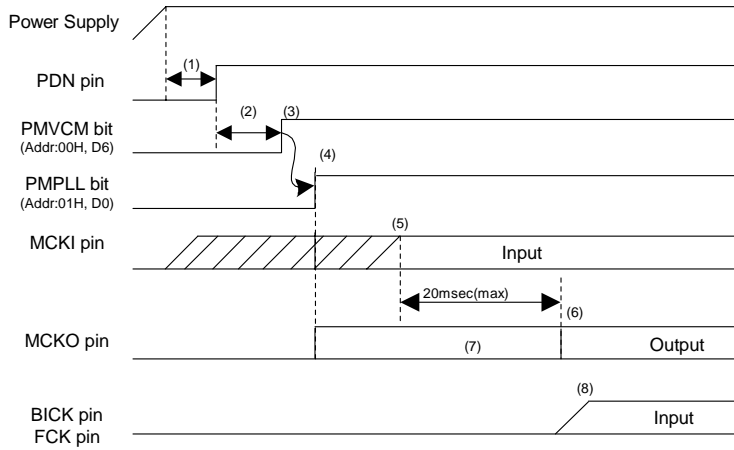 Power Supply
(1)
PDN pin
(2)
(3)
PMVCM bit
(Addr:00H, D6)
(4)
PMPLL bit
(Addr:01H, D0)
(5)
MCKI pin
Input
20msec(max)
(6)
MCKO pin
(7)
Output
(8)
BICK pin
FCK pin
Input